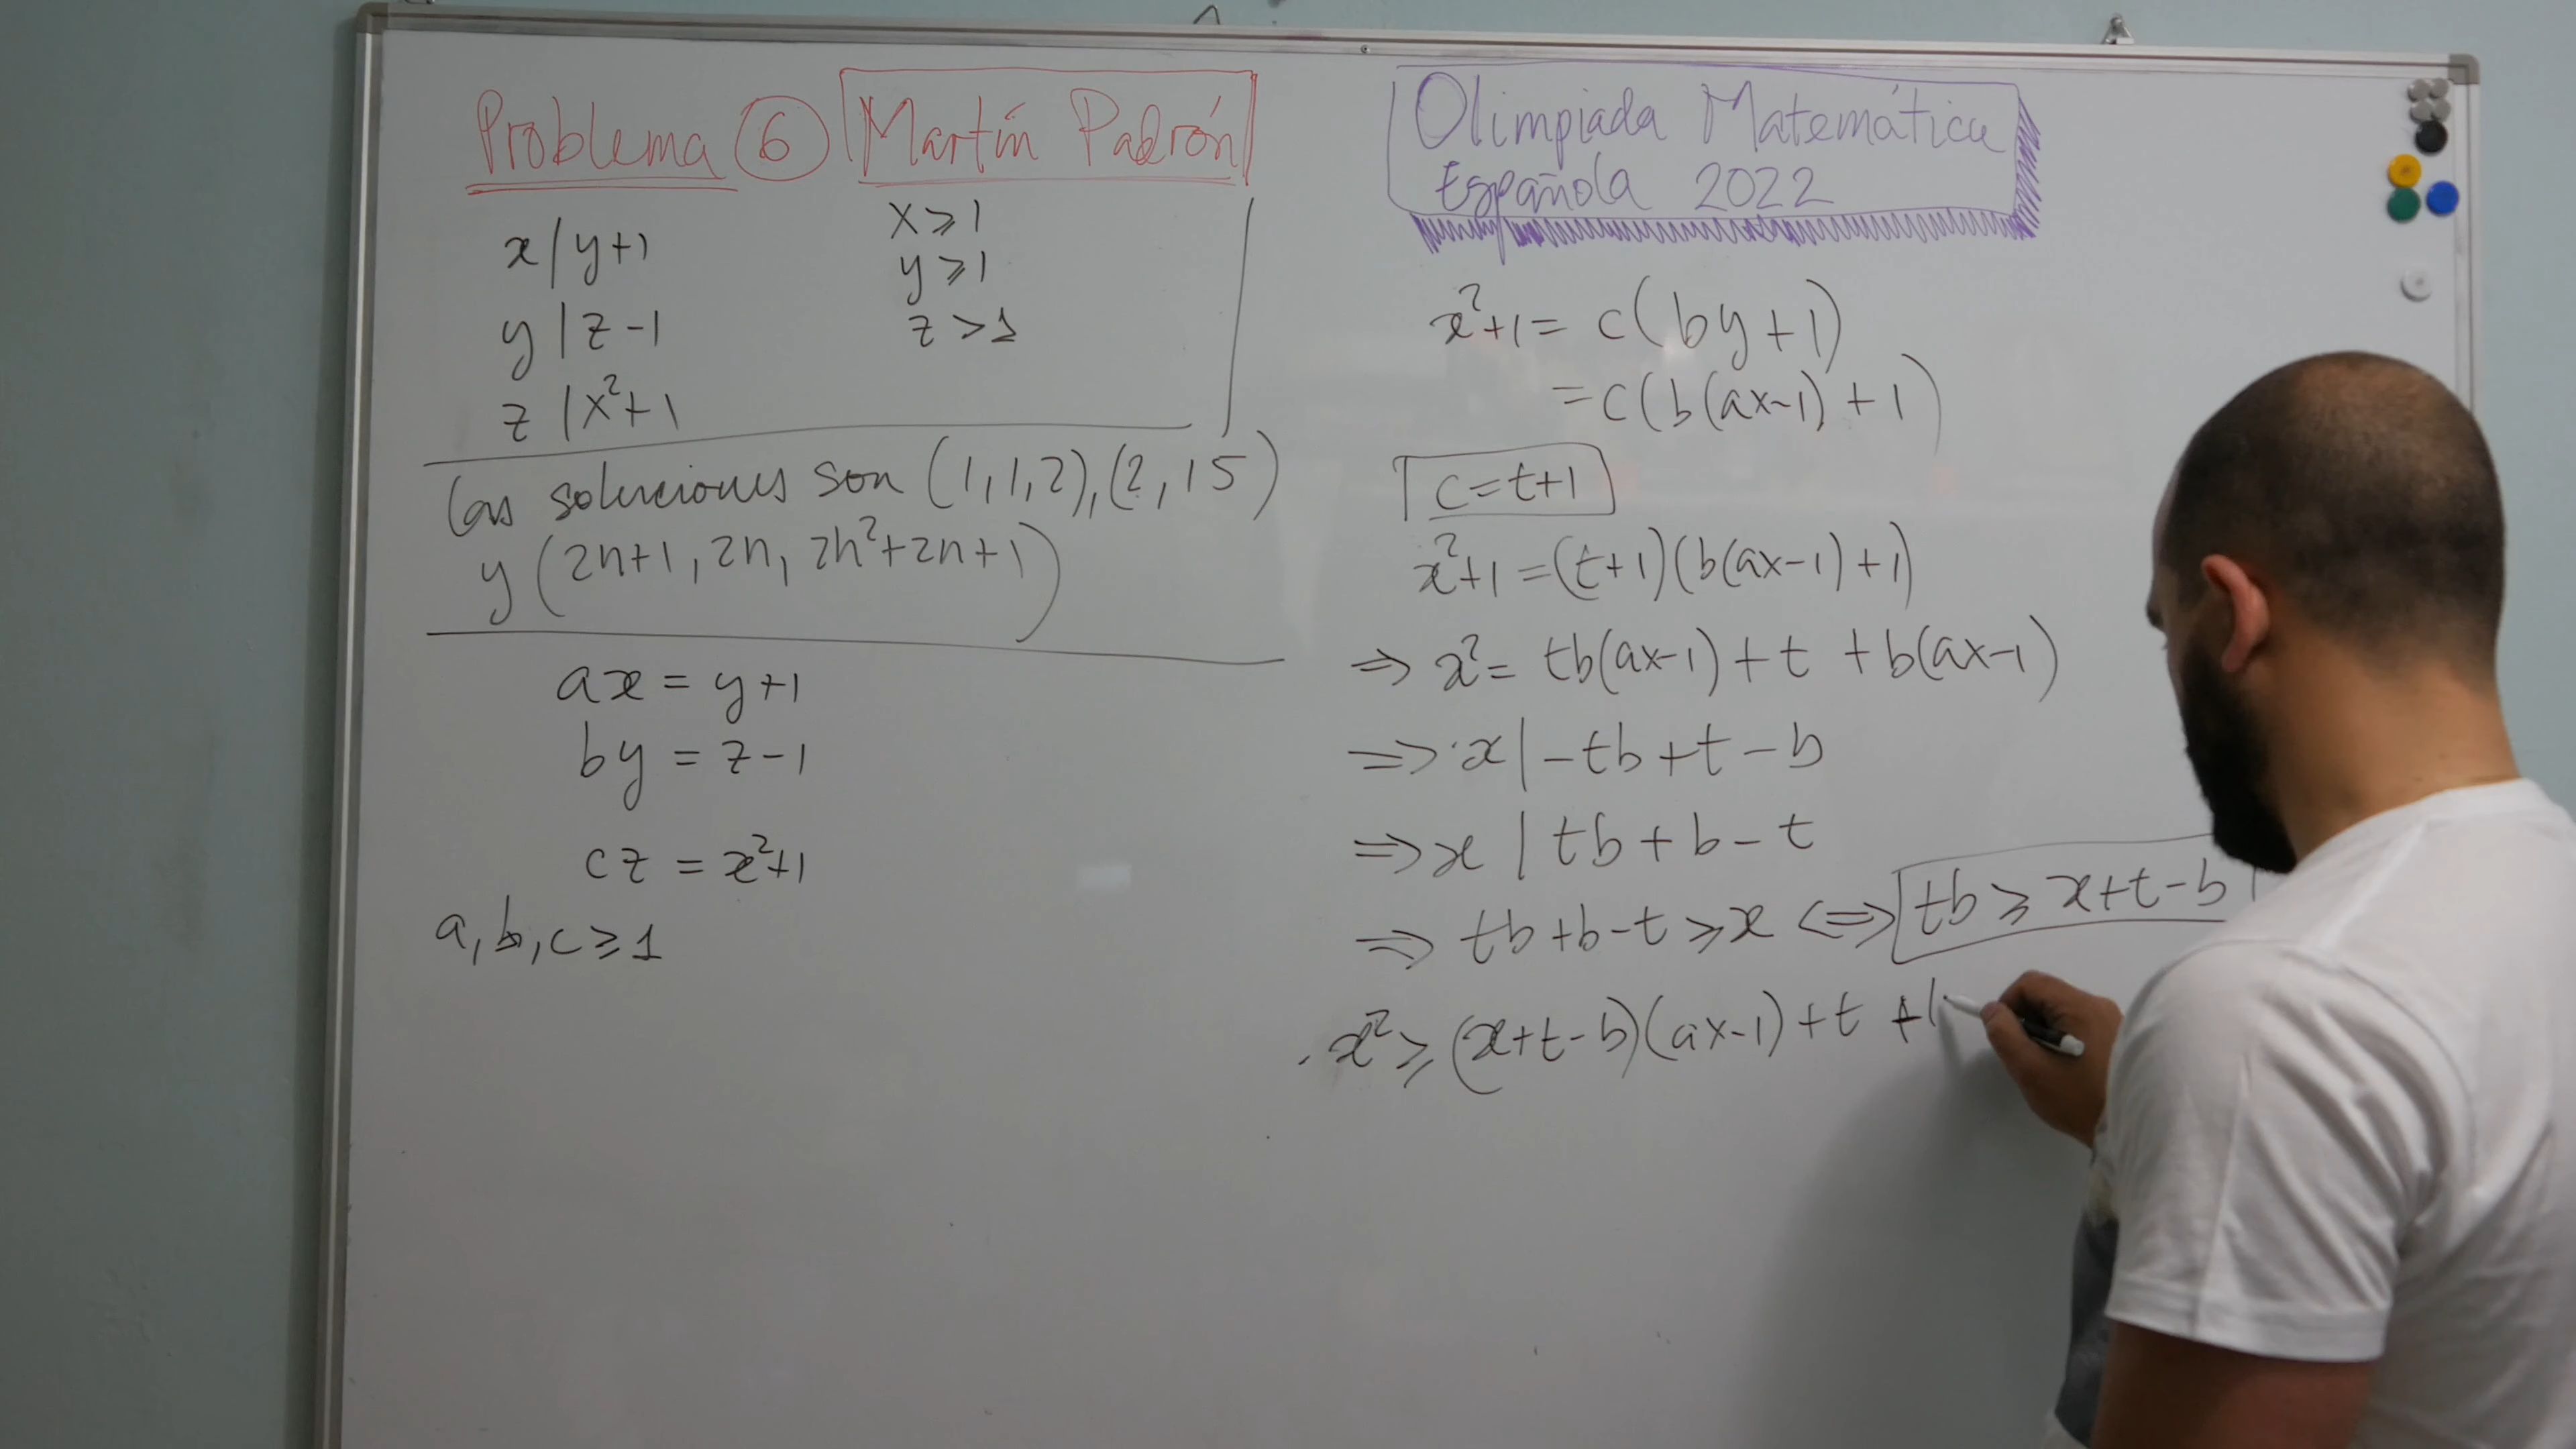 Problema 6 Martín Padrón
x | y+1
y | z-1
z | x²+1
x ⩾ 1
y ⩾ 1
z > 1
las soluciones son (1,1,2),(2,15)
y (2n+1, 2n, 2n²+2n+1)
ax = y+1
by = z-1
cz = x²+1
a, b, c ⩾ 1
Olimpiada Matemática
Española 2022
x²+1 = c(by+1)
= c(b(ax-1)+1)
c=t+1
x²+1 = (t+1)(b(ax-1)+1)
⇒ x² = tb(ax-1)+t+b(ax-1)
⇒ x | -tb+t-b
⇒ x | tb+b-t
⇒ tb+b-t ⩾ x ⇔ tb ⩾ x+t-b
x² ⩾ (x+t-b)(ax-1)+t +